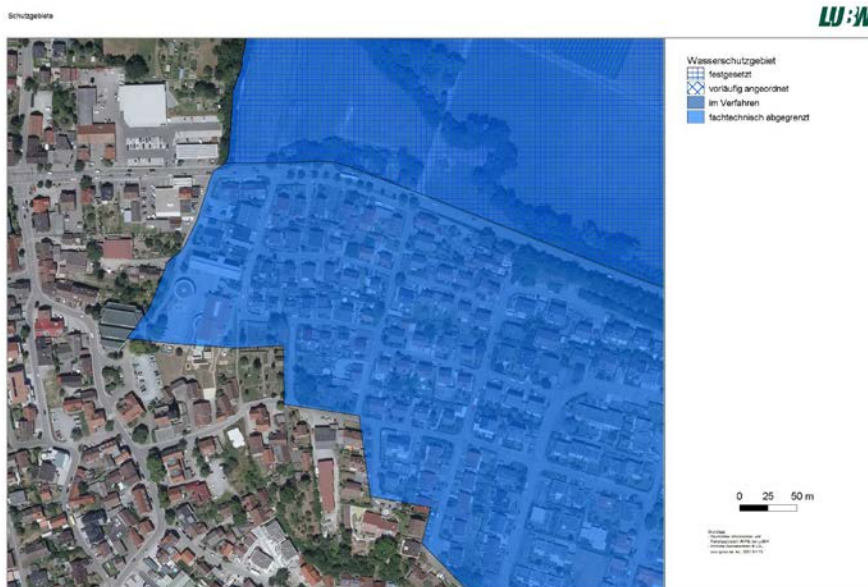 Schutzgebiete
LUBW
Wasserschutzgebiet
festgesetzt
vorläufig angeordnet
im Verfahren
fachtechnisch abgegrenzt
0 25 50 m